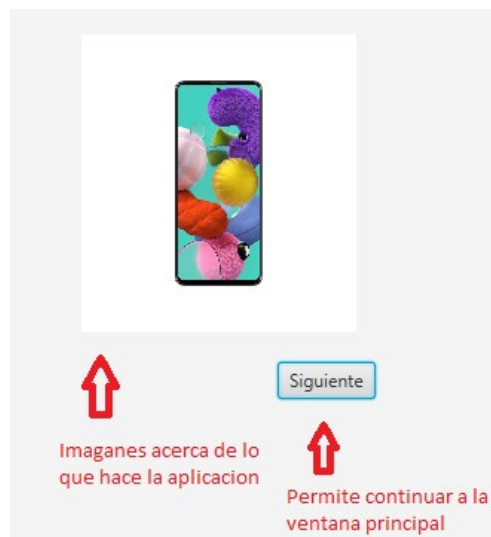 Siguiente
Imaganes acerca de lo
que hace la aplicacion
Permite continuar a la
ventana principal